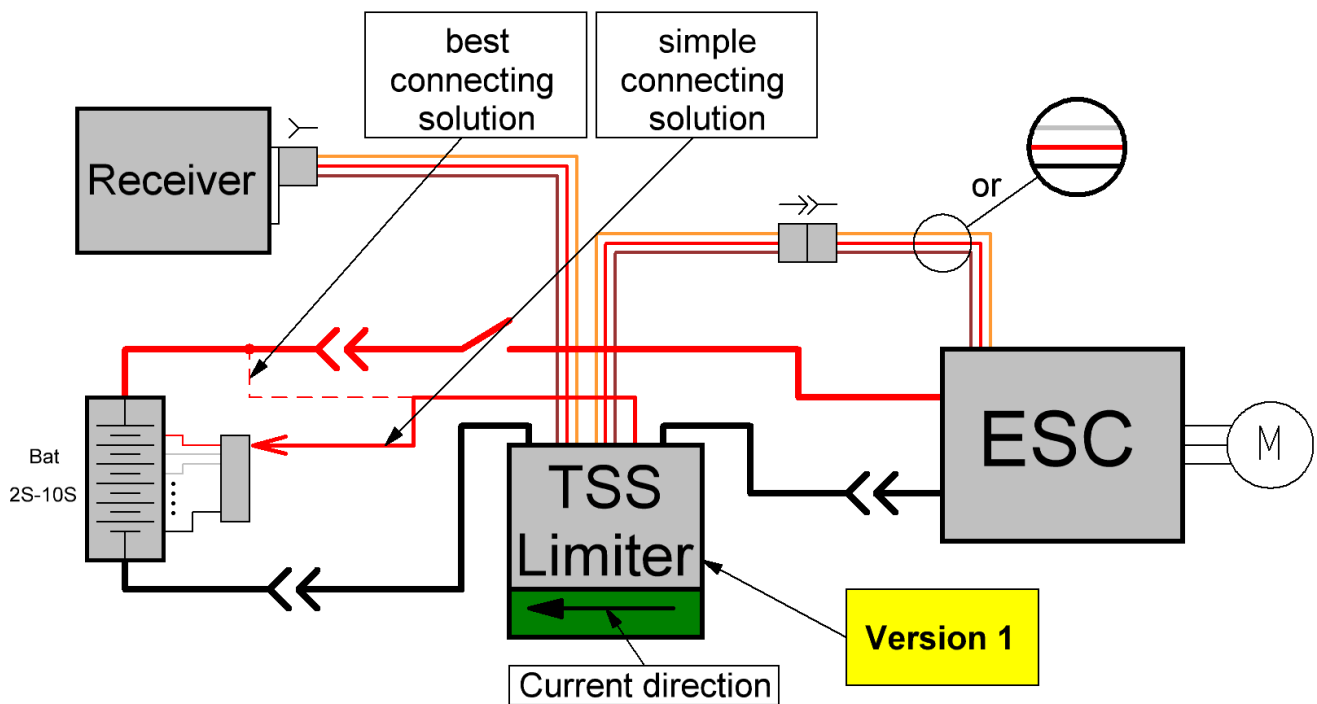 best
connecting
solution
simple
connecting
solution
Receiver
or
ESC
M
Bat
2S-10S
TSS
Limiter
Version 1
Current direction